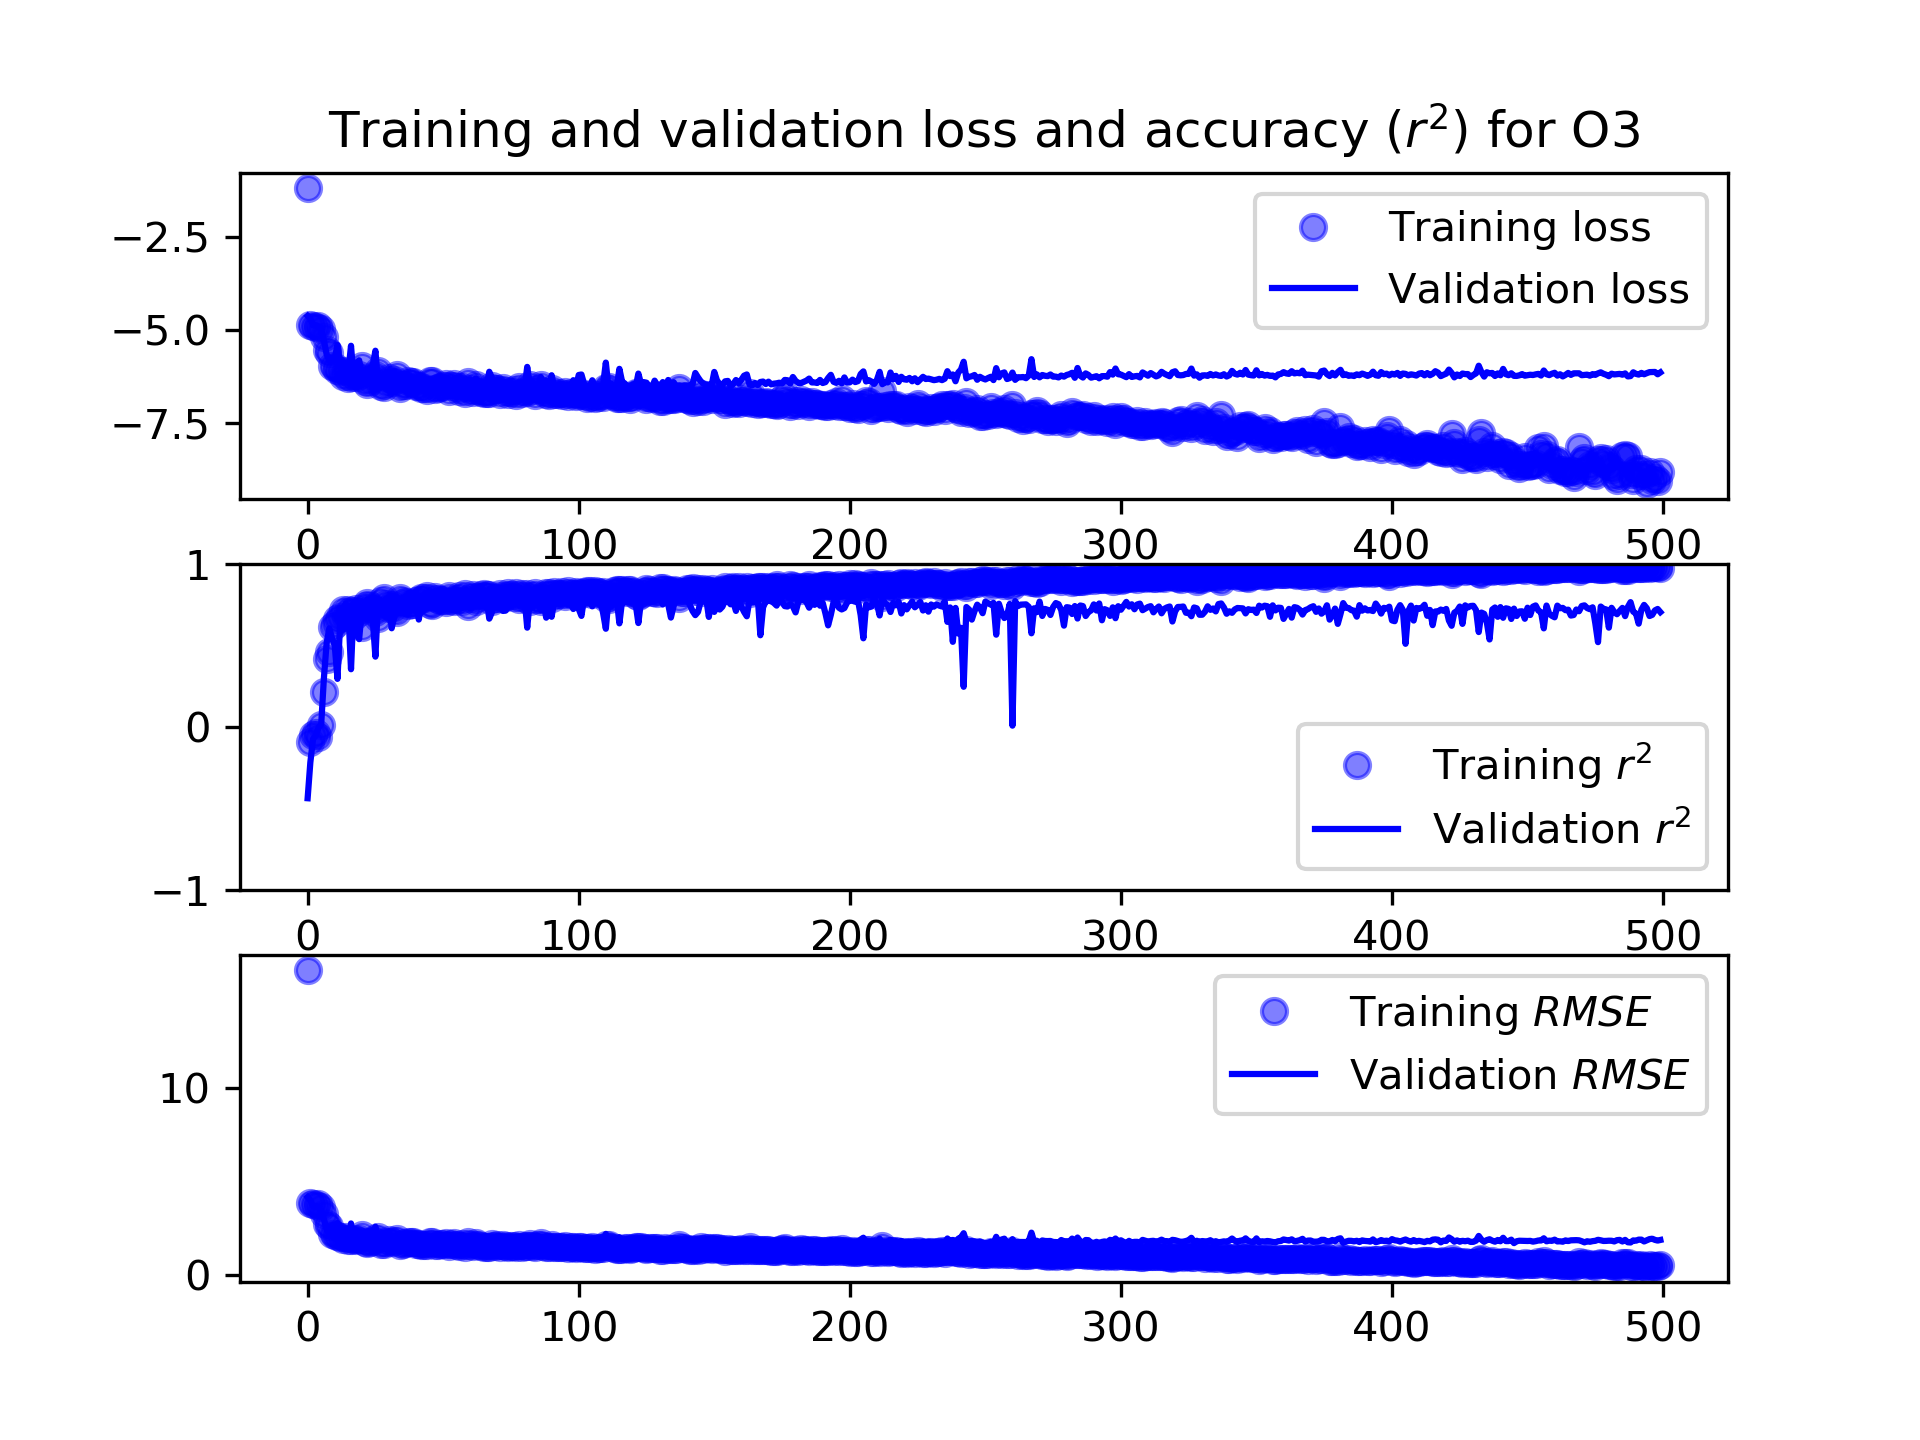 Training and validation loss and accuracy (r²) for O3
−2.5
−5.0
−7.5
Training loss
Validation loss
0 100 200 300 400 500
1
0
−1
Training r²
Validation r²
0 100 200 300 400 500
10
0
Training RMSE
Validation RMSE
0 100 200 300 400 500